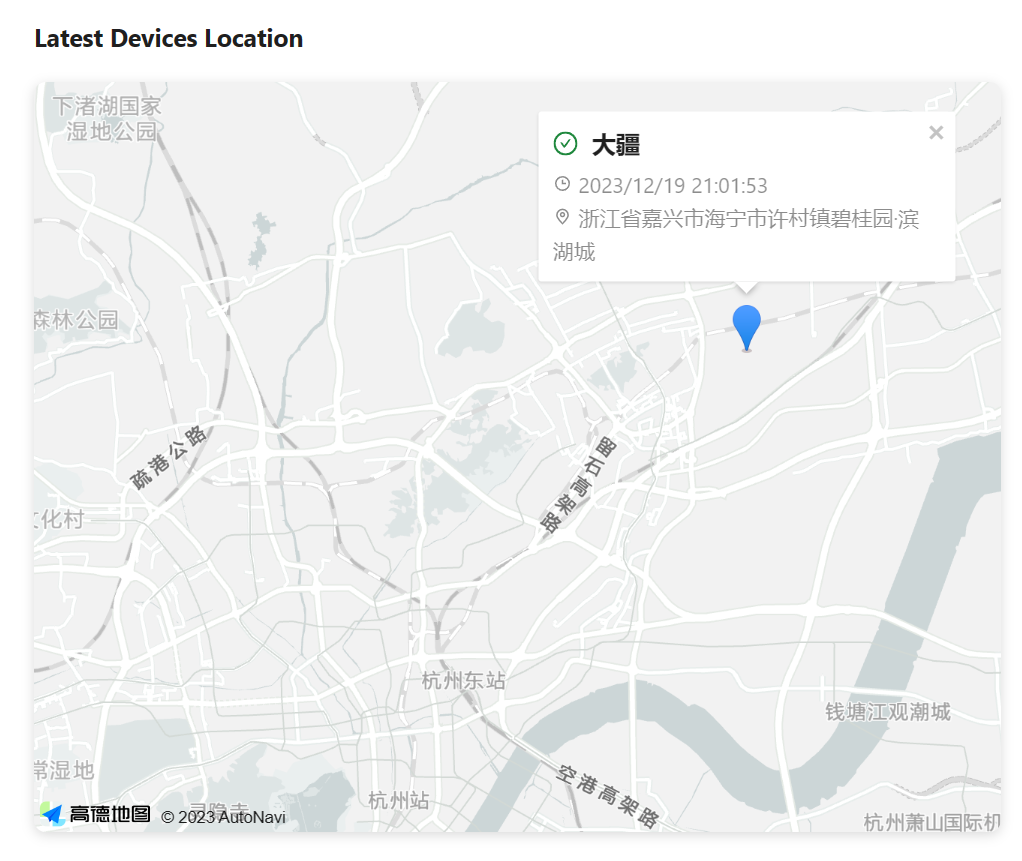 Latest Devices Location
下渚湖国家
湿地公园
大疆
2023/12/19 21:01:53
浙江省嘉兴市海宁市许村镇碧桂园·滨
湖城
森林公园
疏港公路
留石高架路
文化村
杭州东站
钱塘江观潮城
常湿地
空港高架路
寻隐寺
杭州站
高德地图 © 2023 AutoNavi
杭州萧山国际机